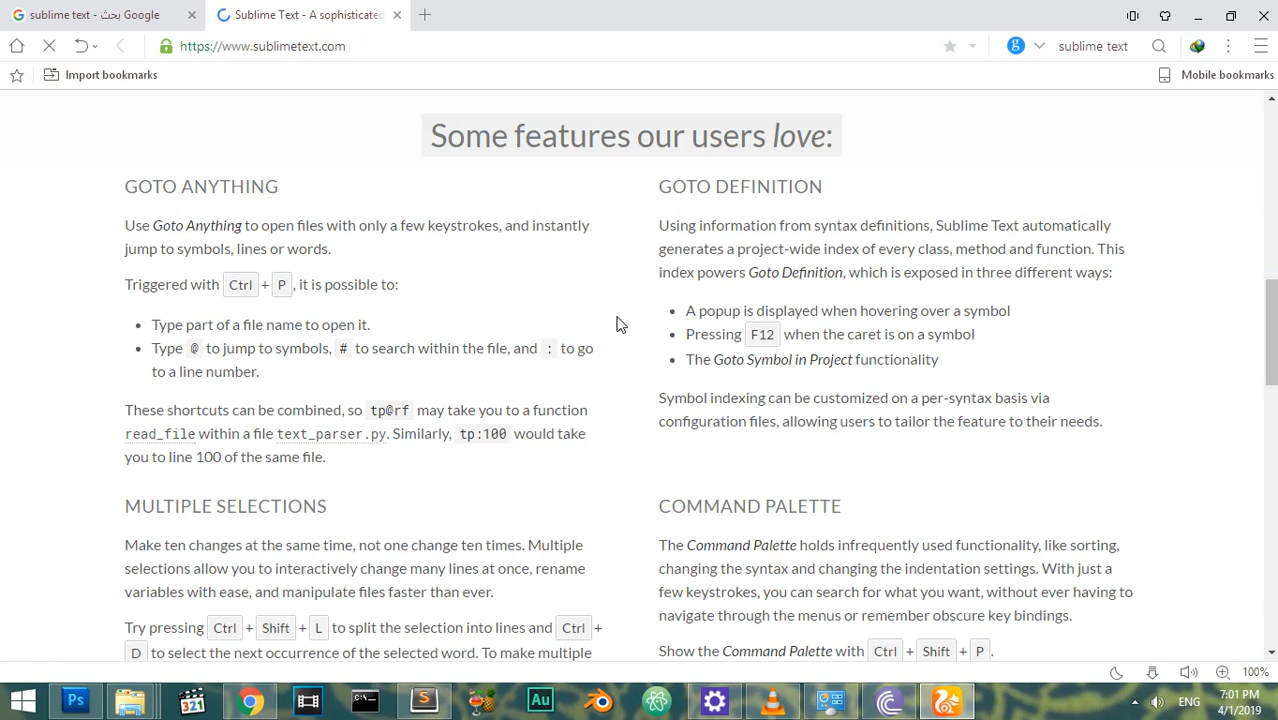 sublime text - بحث Google
Sublime Text - A sophisticated
https://www.sublimetext.com
g
sublime text
Import bookmarks
Mobile bookmarks
Some features our users love:
GOTO ANYTHING
Use Goto Anything to open files with only a few keystrokes, and instantly
jump to symbols, lines or words.
Triggered with Ctrl + P, it is possible to:
• Type part of a file name to open it.
• Type @ to jump to symbols, # to search within the file, and : to go
to a line number.
These shortcuts can be combined, so tp@rf may take you to a function
read_file within a file text_parser.py. Similarly, tp:100 would take
you to line 100 of the same file.
GOTO DEFINITION
Using information from syntax definitions, Sublime Text automatically
generates a project-wide index of every class, method and function. This
index powers Goto Definition, which is exposed in three different ways:
• A popup is displayed when hovering over a symbol
• Pressing F12 when the caret is on a symbol
• The Goto Symbol in Project functionality
Symbol indexing can be customized on a per-syntax basis via
configuration files, allowing users to tailor the feature to their needs.
MULTIPLE SELECTIONS
Make ten changes at the same time, not one change ten times. Multiple
selections allow you to interactively change many lines at once, rename
variables with ease, and manipulate files faster than ever.
Try pressing Ctrl + Shift + L to split the selection into lines and Ctrl +
D to select the next occurrence of the selected word. To make multiple
COMMAND PALETTE
The Command Palette holds infrequently used functionality, like sorting,
changing the syntax and changing the indentation settings. With just a
few keystrokes, you can search for what you want, without ever having to
navigate through the menus or remember obscure key bindings.
Show the Command Palette with Ctrl + Shift + P.
100%
Ps
321
S
Au
ENG
7:01 PM
4/1/2019